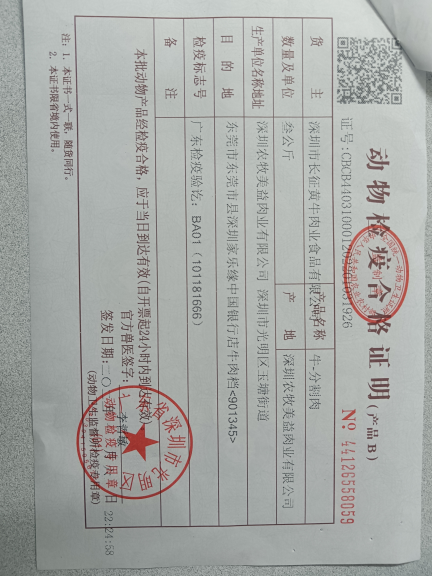 动物检疫合格证明(产品B)
№ 44126558059
货 主 深圳市长征黄牛肉业食品有限公司 产品名称 牛-分割肉
数量及单位 叁公斤 产 地 深圳农牧美益肉业有限公司
生产单位名称地址 深圳农牧美益肉业有限公司 深圳市光明区玉塘街道
目 的 地 东莞市东莞市县深圳家乐缘中国银行店牛肉档<901345>
检疫标志号 广东检疫验讫：BA01（101181666）
备 注
本批动物产品经检疫合格，应于当日到达有效(自开票起24小时内到达有效)
官方兽医签字：
签发日期：二〇 日 22:24:58
(动物卫生监督所检疫专用章)
注：1. 本证书一式一联，随货同行。
2. 本证书限省境内使用。